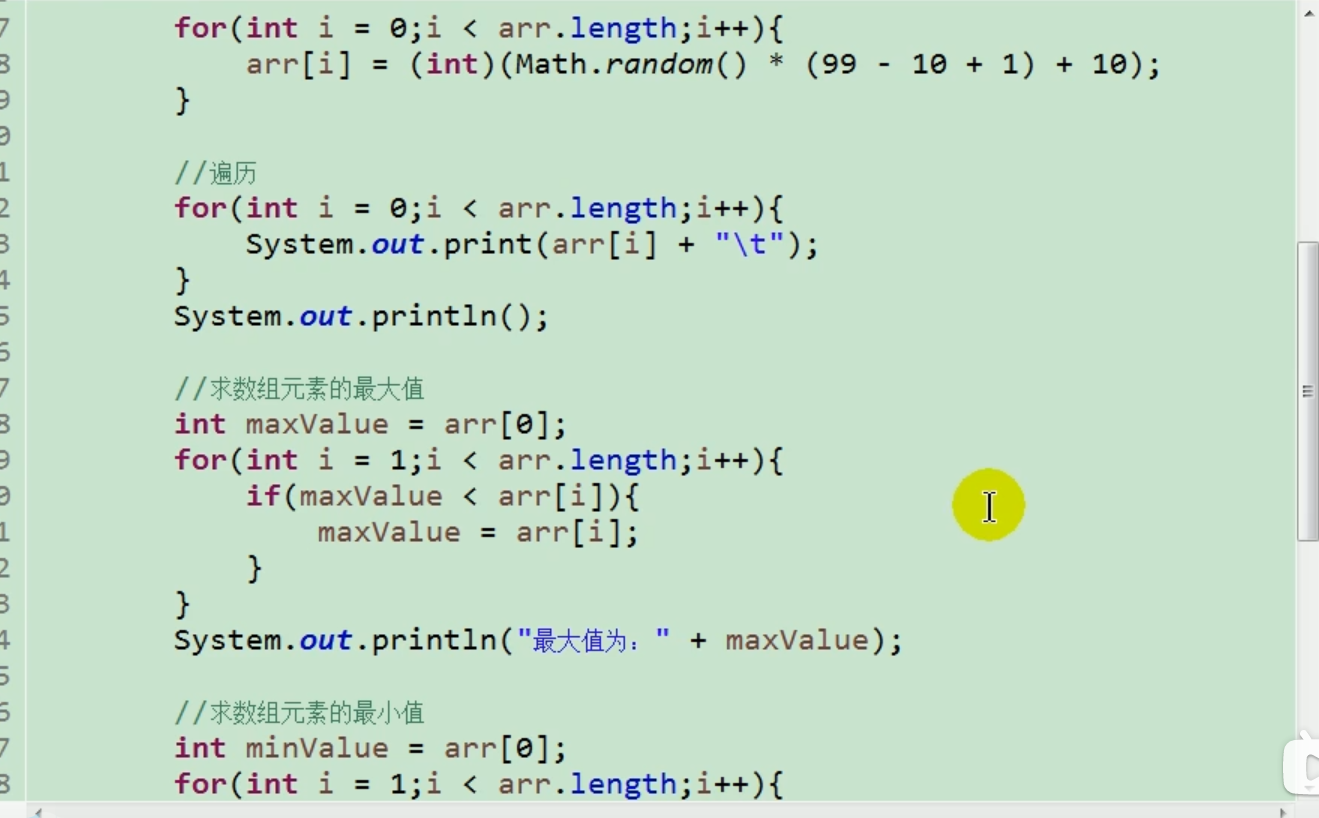 7 for(int i = 0;i < arr.length;i++){
8 arr[i] = (int)(Math.random() * (99 - 10 + 1) + 10);
9 }
0
1 //遍历
2 for(int i = 0;i < arr.length;i++){
3 System.out.print(arr[i] + "\t");
4 }
5 System.out.println();
6
7 //求数组元素的最大值
8 int maxValue = arr[0];
9 for(int i = 1;i < arr.length;i++){
0 if(maxValue < arr[i]){
1 maxValue = arr[i];
2 }
3 }
4 System.out.println("最大值为：" + maxValue);
5
6 //求数组元素的最小值
7 int minValue = arr[0];
8 for(int i = 1;i < arr.length;i++){